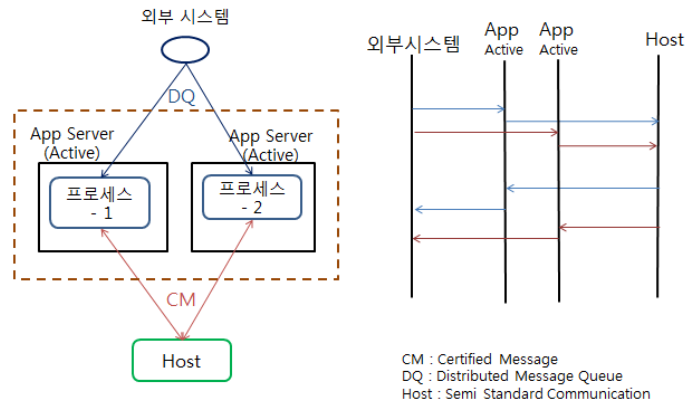 외부 시스템
DQ
App Server
(Active)
App Server
(Active)
프로세스
- 1
프로세스
- 2
CM
Host
외부시스템
App
Active
App
Active
Host
CM : Certified Message
DQ : Distributed Message Queue
Host : Semi Standard Communication